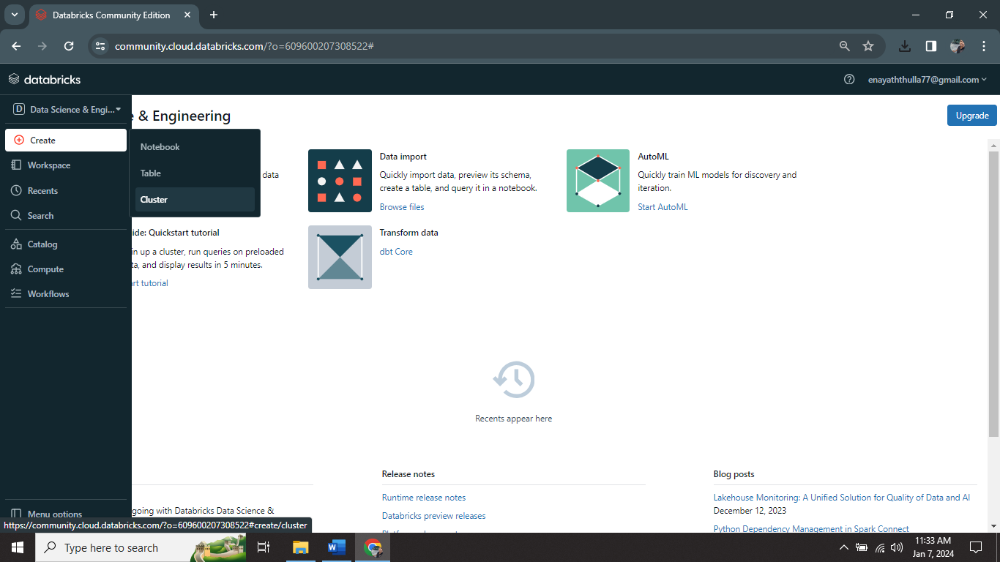 Databricks Community Edition
community.cloud.databricks.com/?o=609600207308522#
databricks
enayaththulla77@gmail.com
D Data Science & Engi...
e & Engineering
Upgrade
Create
Workspace
Recents
Search
Catalog
Compute
Workflows
Menu options
Notebook
Table
Cluster
data
Data import
Quickly import data, preview its schema,
create a table, and query it in a notebook.
Browse files
AutoML
Quickly train ML models for discovery and
iteration.
Start AutoML
ide: Quickstart tutorial
in up a cluster, run queries on preloaded
ta, and display results in 5 minutes.
rt tutorial
Transform data
dbt Core
Recents appear here
going with Databricks Data Science &
Release notes
Runtime release notes
Databricks preview releases
Blog posts
Lakehouse Monitoring: A Unified Solution for Quality of Data and AI
December 12, 2023
Python Dependency Management in Spark Connect
https://community.cloud.databricks.com/?o=609600207308522#create/cluster
Type here to search
11:33 AM
Jan 7, 2024